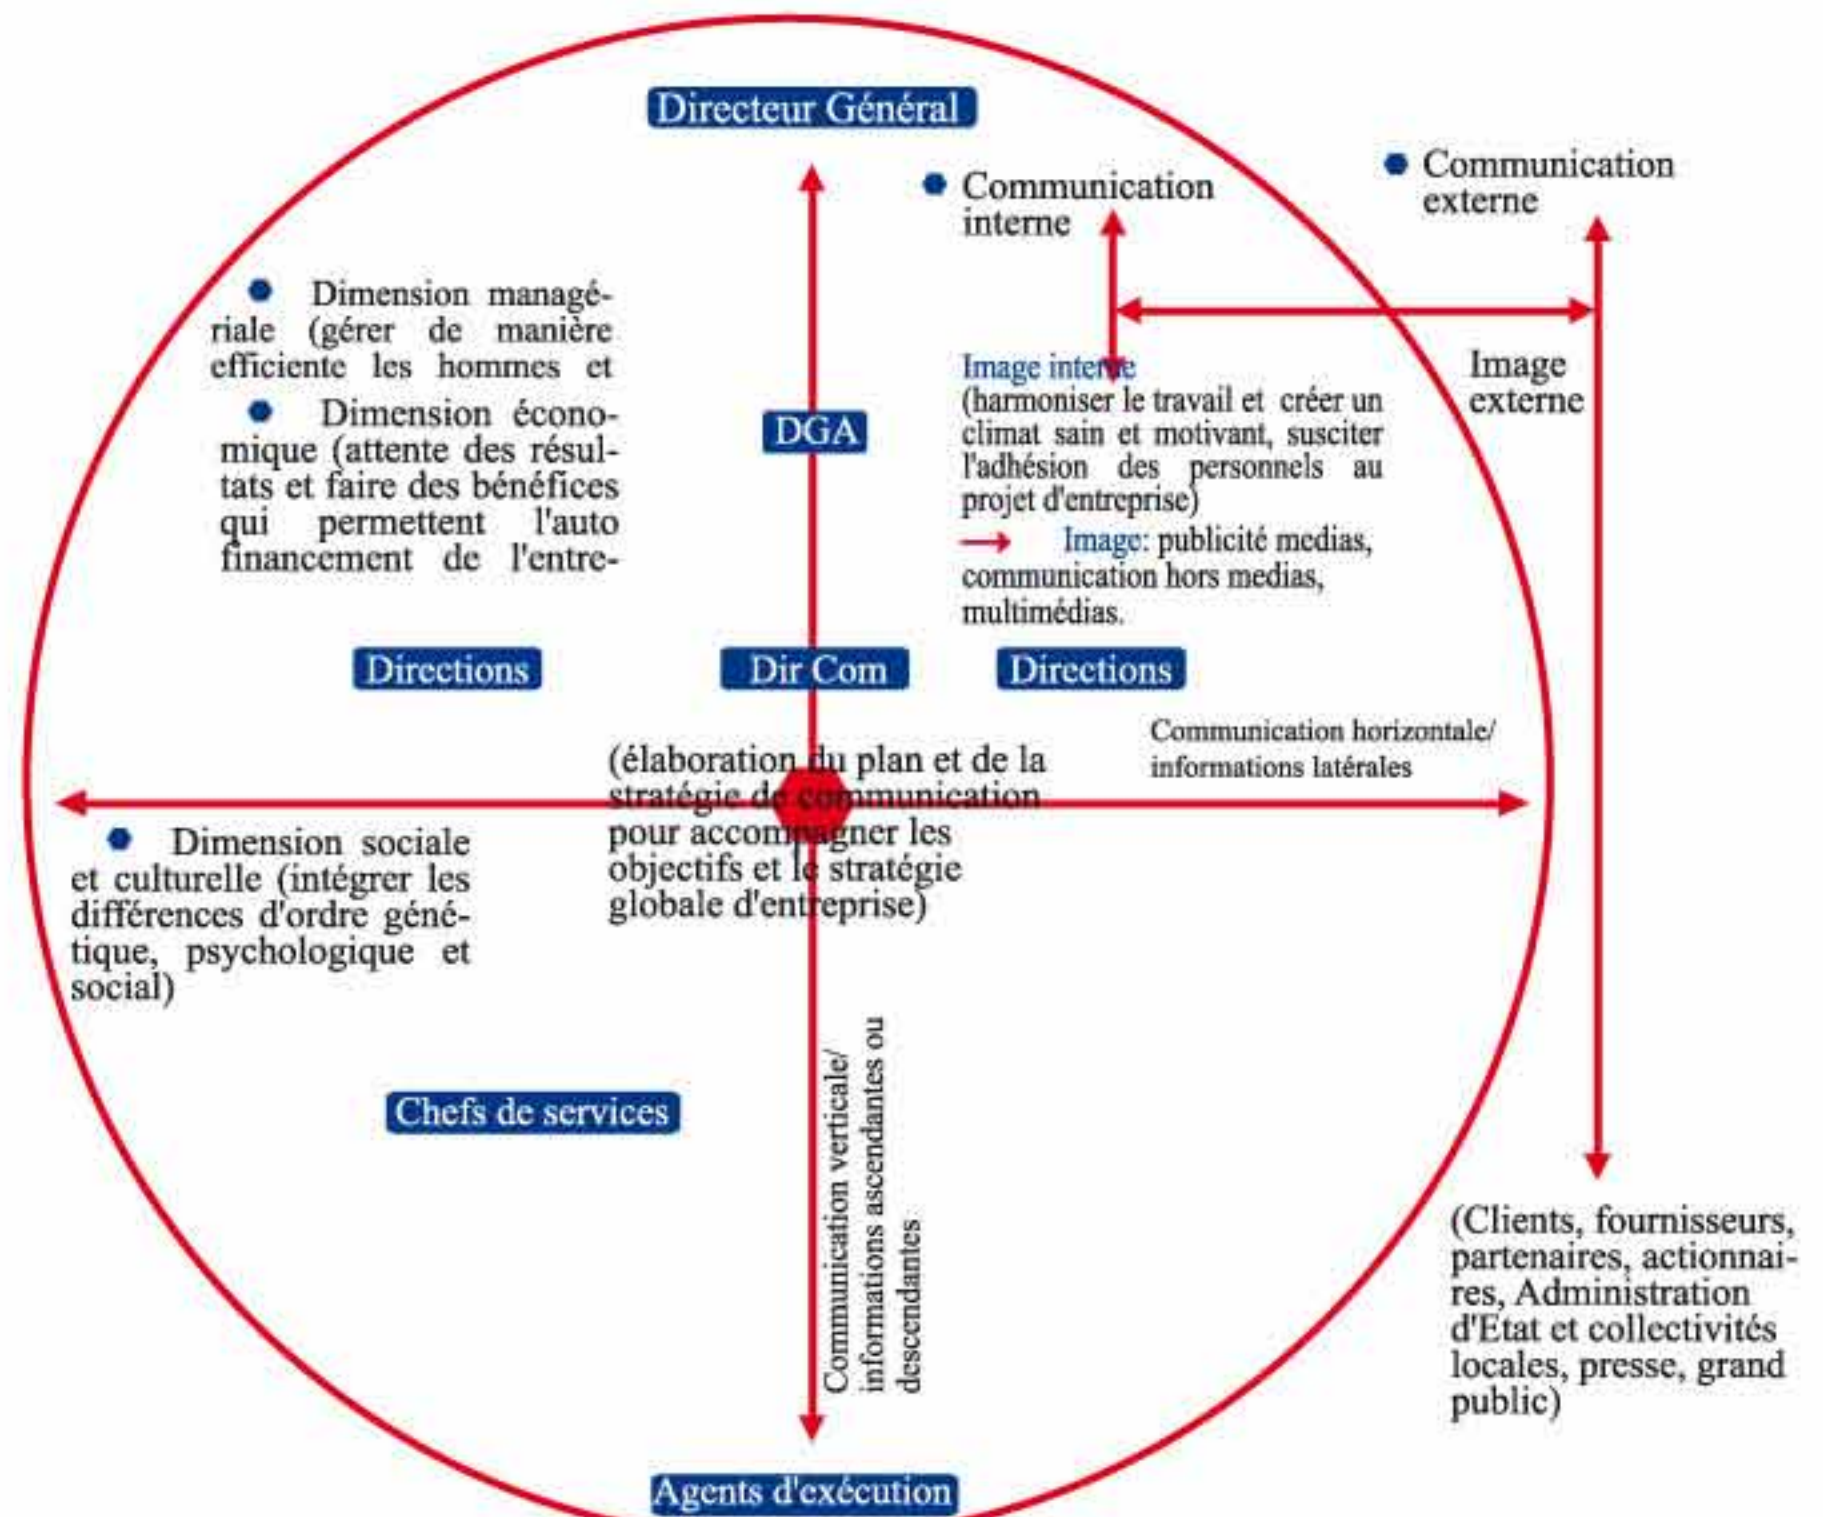 Directeur Général
Communication
interne
Communication
externe
Dimension managé-
riale (gérer de manière
efficiente les hommes et
Dimension écono-
mique (attente des résul-
tats et faire des bénéfices
qui permettent l'auto
financement de l'entre-
DGA
Image interne
(harmoniser le travail et créer un
climat sain et motivant, susciter
l'adhésion des personnels au
projet d'entreprise)
Image: publicité medias,
communication hors medias,
multimédias.
Image
externe
Directions
Dir Com
Directions
Communication horizontale/
informations latérales
(élaboration du plan et de la
stratégie de communication
pour accompagner les
objectifs et le stratégie
globale d'entreprise)
Dimension sociale
et culturelle (intégrer les
différences d'ordre géné-
tique, psychologique et
social)
Chefs de services
Communication verticale/
informations ascendantes ou
descendantes
(Clients, fournisseurs,
partenaires, actionnai-
res, Administration
d'Etat et collectivités
locales, presse, grand
public)
Agents d'exécution